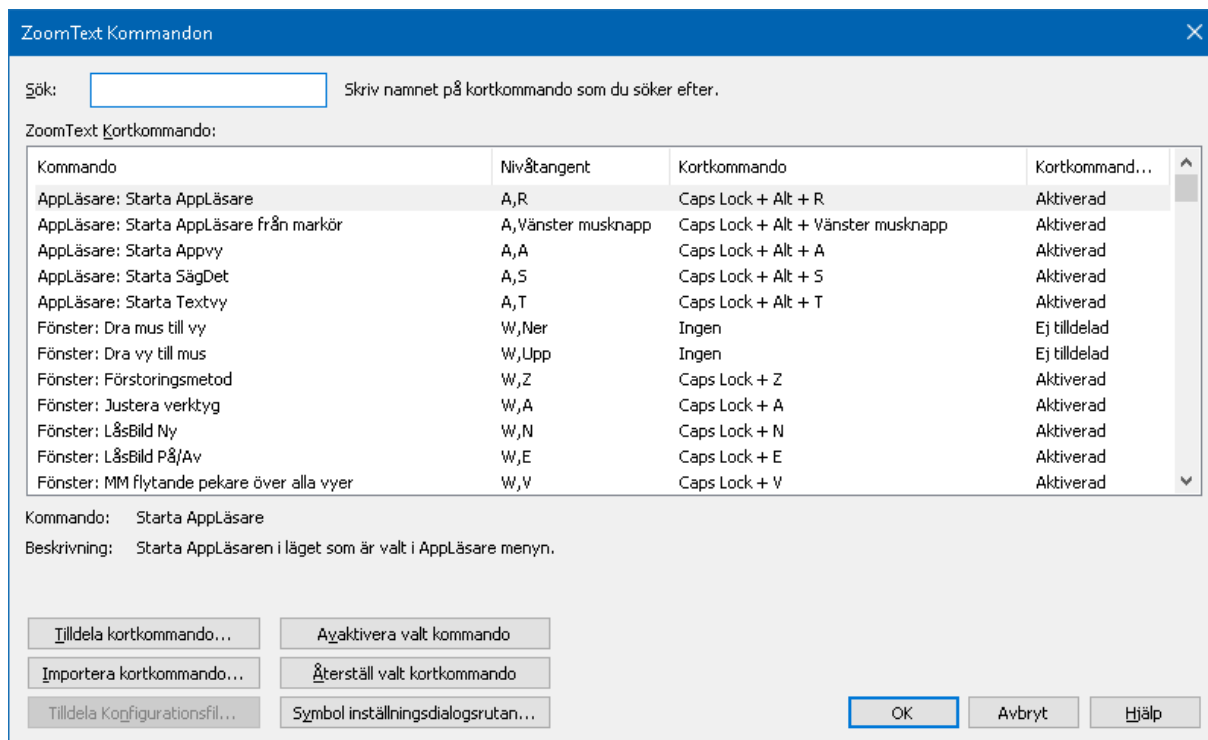 ZoomText Kommandon
Sök: Skriv namnet på kortkommando som du söker efter.
ZoomText Kortkommando:
Kommando Nivåtangent Kortkommando Kortkommand...
AppLäsare: Starta AppLäsare A,R Caps Lock + Alt + R Aktiverad
AppLäsare: Starta AppLäsare från markör A,Vänster musknapp Caps Lock + Alt + Vänster musknapp Aktiverad
AppLäsare: Starta Appvy A,A Caps Lock + Alt + A Aktiverad
AppLäsare: Starta SägDet A,S Caps Lock + Alt + S Aktiverad
AppLäsare: Starta Textvy A,T Caps Lock + Alt + T Aktiverad
Fönster: Dra mus till vy W,Ner Ingen Ej tilldelad
Fönster: Dra vy till mus W,Upp Ingen Ej tilldelad
Fönster: Förstoringsmetod W,Z Caps Lock + Z Aktiverad
Fönster: Justera verktyg W,A Caps Lock + A Aktiverad
Fönster: LåsBild Ny W,N Caps Lock + N Aktiverad
Fönster: LåsBild På/Av W,E Caps Lock + E Aktiverad
Fönster: MM flytande pekare över alla vyer W,V Caps Lock + V Aktiverad
Kommando: Starta AppLäsare
Beskrivning: Starta AppLäsaren i läget som är valt i AppLäsare menyn.
Tilldela kortkommando... Avaktivera valt kommando
Importera kortkommando... Återställ valt kortkommando
Tilldela Konfigurationsfil... Symbol inställningsdialogsrutan... OK Avbryt Hjälp